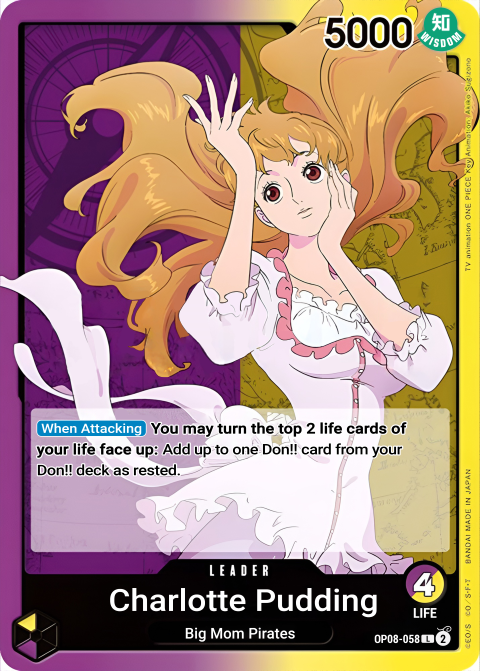 5000
知
WISDOM
TV animation ONE PIECE Key Animation /Akiko Sugizono
When Attacking You may turn the top 2 life cards of
your life face up: Add up to one Don!! card from your
Don!! deck as rested.
LEADER
Charlotte Pudding
4
LIFE
Big Mom Pirates
OP08-058 L 2
©E.O/S ©O/S·F·T BANDAI MADE IN JAPAN